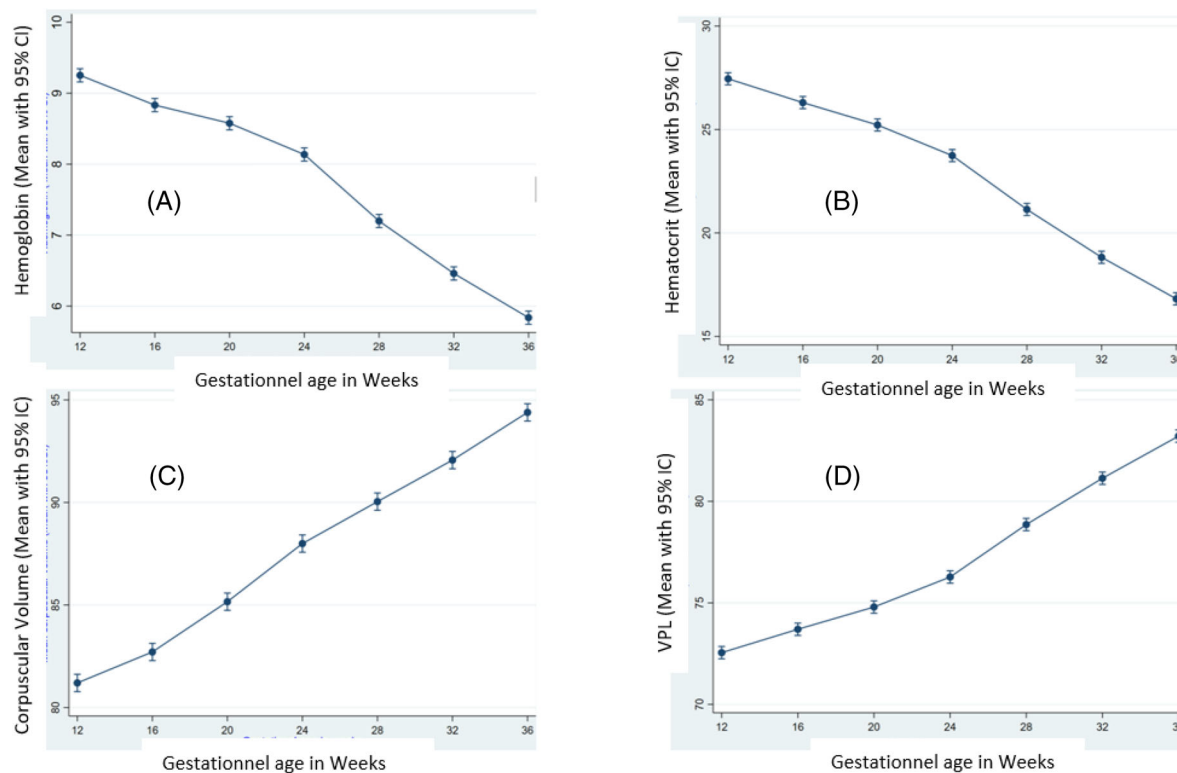 Hemoglobin (Mean with 95% CI)
10
9
8
7
6
(A)
12 16 20 24 28 32 36
Gestationnel age in Weeks
Hematocrit (Mean with 95% IC)
30
25
20
15
(B)
12 16 20 24 28 32
Gestationnel age in Weeks
Corpuscular Volume (Mean with 95% IC)
95
90
85
80
(C)
12 16 20 24 28 32 36
Gestationnel age in Weeks
VPL (Mean with 95% IC)
85
80
75
70
(D)
12 16 20 24 28 32
Gestationnel age in Weeks